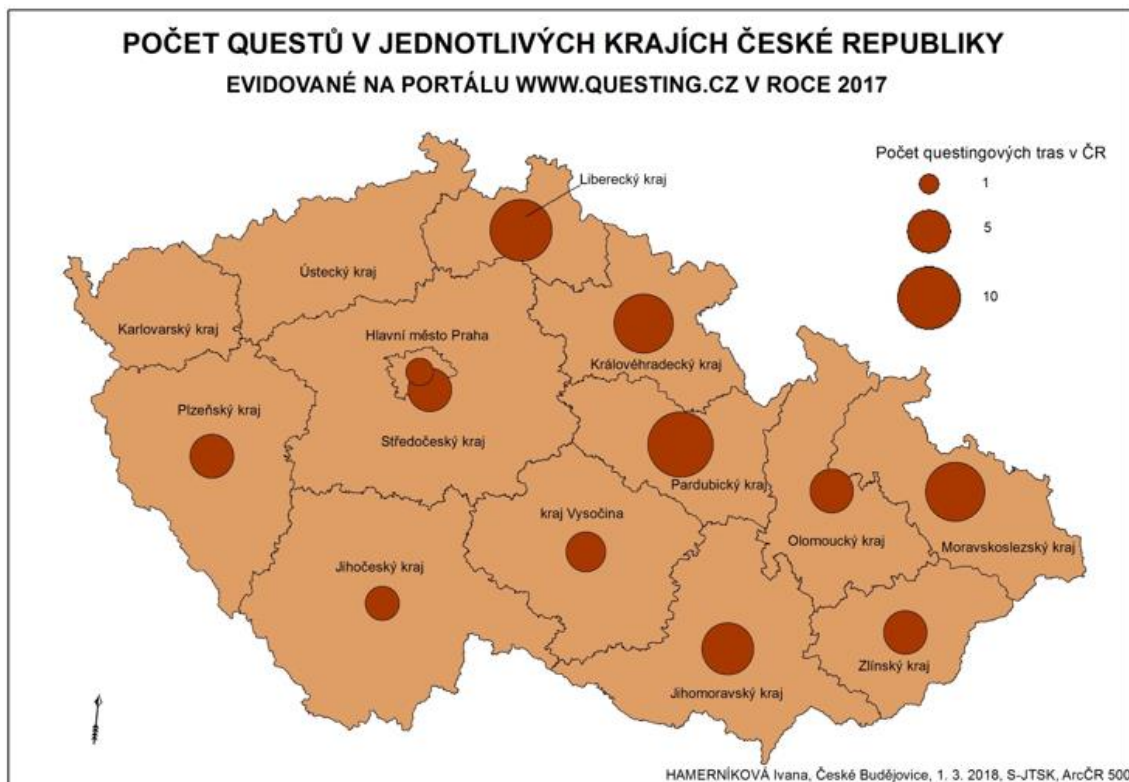 POČET QUESTŮ V JEDNOTLIVÝCH KRAJÍCH ČESKÉ REPUBLIKY
EVIDOVANÉ NA PORTÁLU WWW.QUESTING.CZ V ROCE 2017
Počet questingových tras v ČR
1
5
10
Liberecký kraj
Ústecký kraj
Karlovarský kraj
Hlavní město Praha
Královéhradecký kraj
Plzeňský kraj
Středočeský kraj
Pardubický kraj
kraj Vysočina
Olomoucký kraj
Moravskoslezský kraj
Jihočeský kraj
Zlínský kraj
Jihomoravský kraj
HAMERNÍKOVÁ Ivana, České Budějovice, 1. 3. 2018, S-JTSK, ArcČR 500